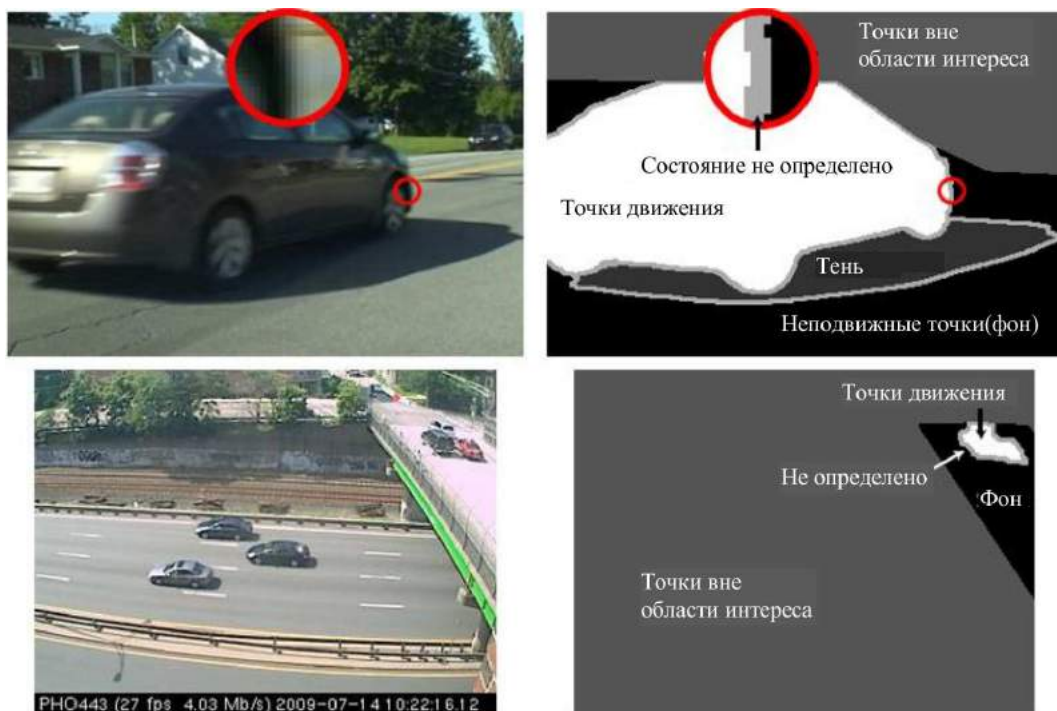 Точки вне
области интереса
Состояние не определено
Точки движения
Тень
Неподвижные точки(фон)
Точки движения
Не определено
Фон
Точки вне
области интереса
PHO443 (27 fps 4.03 Mb/s) 2009-07-14 10:22:16.12